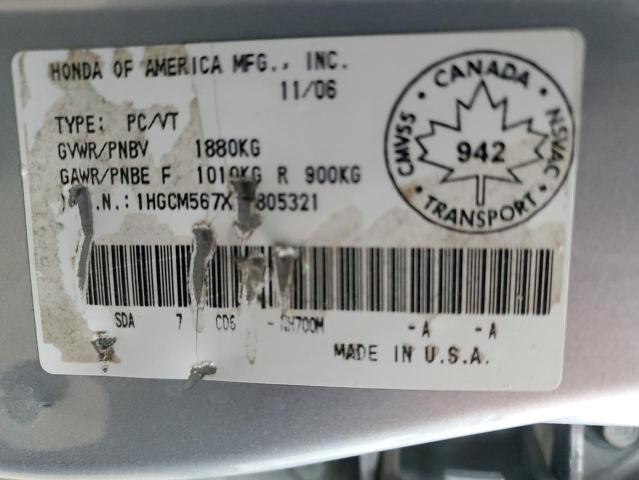 HONDA OF AMERICA MFG., INC.
11/06
TYPE: PC/VT
GVWR/PNBV 1880KG
GAWR/PNBE F 1010KG R 900KG
1HGCM567X 805321
SDA 7 CD6 - NH700M - A - A
MADE IN U.S.A.
CANADA
CMVSS 942 NSVAC
TRANSPORT